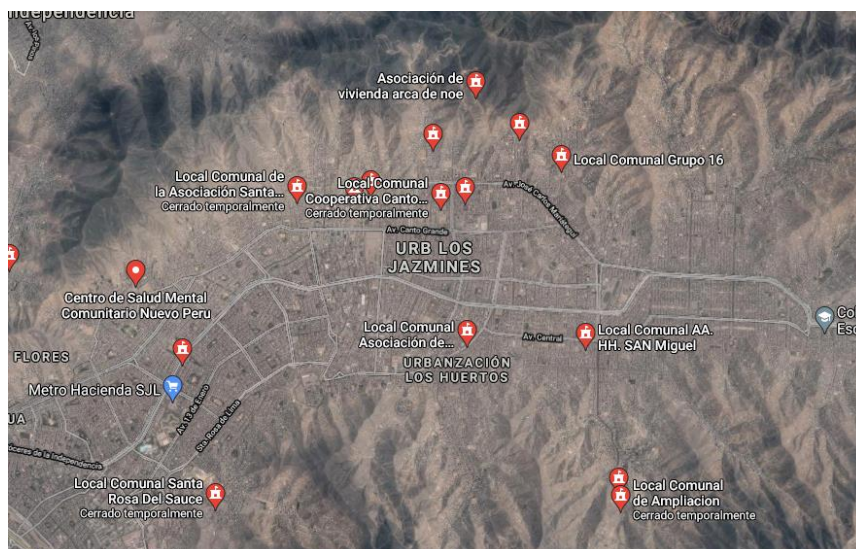 Independencia
Asociación de
vivienda arca de noe
Local Comunal Grupo 16
Local Comunal de
la Asociación Santa...
Cerrado temporalmente
Local Comunal
Cooperativa Canto...
Cerrado temporalmente
Av. José Carlos Mariátegui
Av. Canto Grande
URB LOS
JAZMINES
Centro de Salud Mental
Comunitario Nuevo Peru
Local Comunal
Asociación de...
Av. Central
Local Comunal AA.
HH. SAN Miguel
FLORES
URBANZACIÓN
LOS HUERTOS
Metro Hacienda SJL
Av. 13 de Enero
Sta. Rosa de Lima
Local Comunal Santa
Rosa Del Sauce
Cerrado temporalmente
Local Comunal
de Ampliacion
Cerrado temporalmente